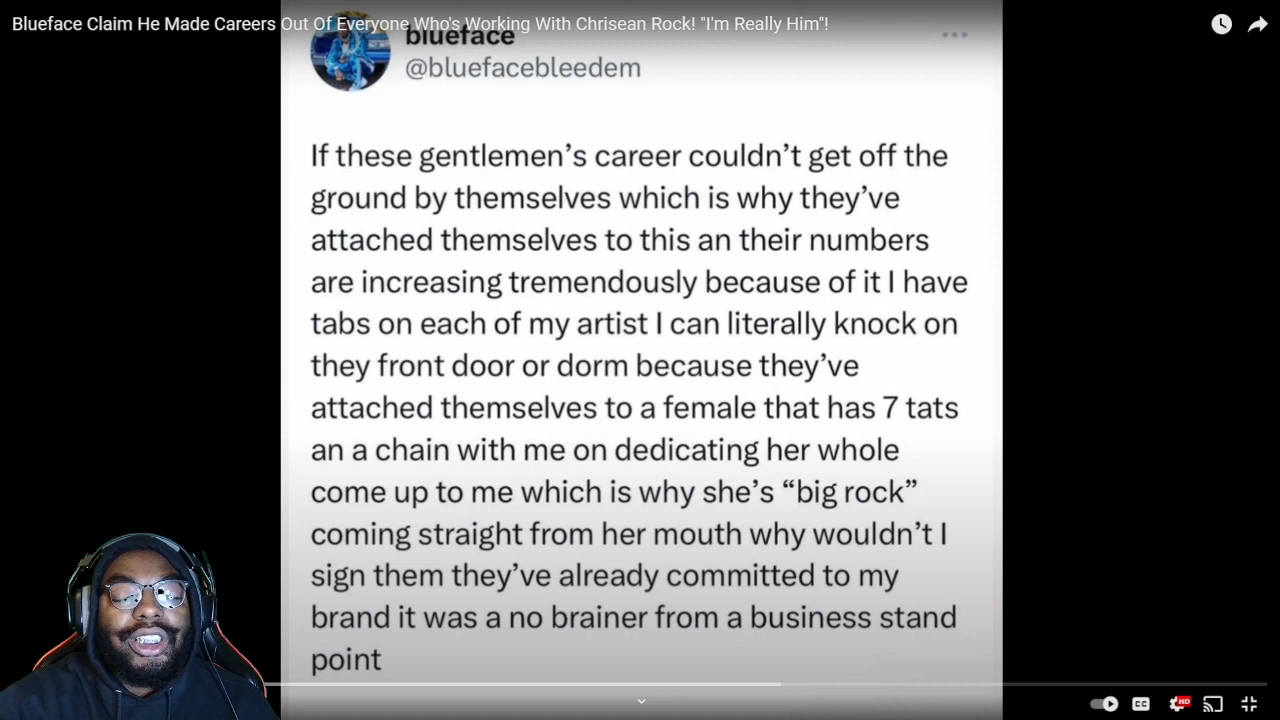 Blueface Claim He Made Careers Out Of Everyone Who's Working With Chrisean Rock! "I'm Really Him"!
blueface
@bluefacebleedem
If these gentlemen’s career couldn’t get off the
ground by themselves which is why they’ve
attached themselves to this an their numbers
are increasing tremendously because of it I have
tabs on each of my artist I can literally knock on
they front door or dorm because they’ve
attached themselves to a female that has 7 tats
an a chain with me on dedicating her whole
come up to me which is why she’s “big rock”
coming straight from her mouth why wouldn’t I
sign them they’ve already committed to my
brand it was a no brainer from a business stand
point
CC
HD